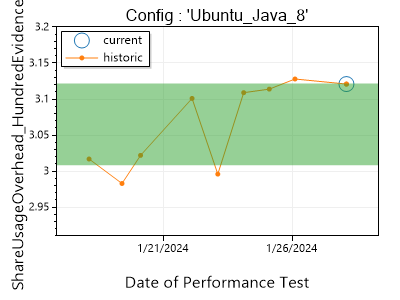 Config : 'Ubuntu_Java_8'
current
historic
3.2
3.15
3.1
3.05
3
2.95
1/21/2024
1/26/2024
Date of Performance Test
ShareUsageOverhead_HundredEvidence